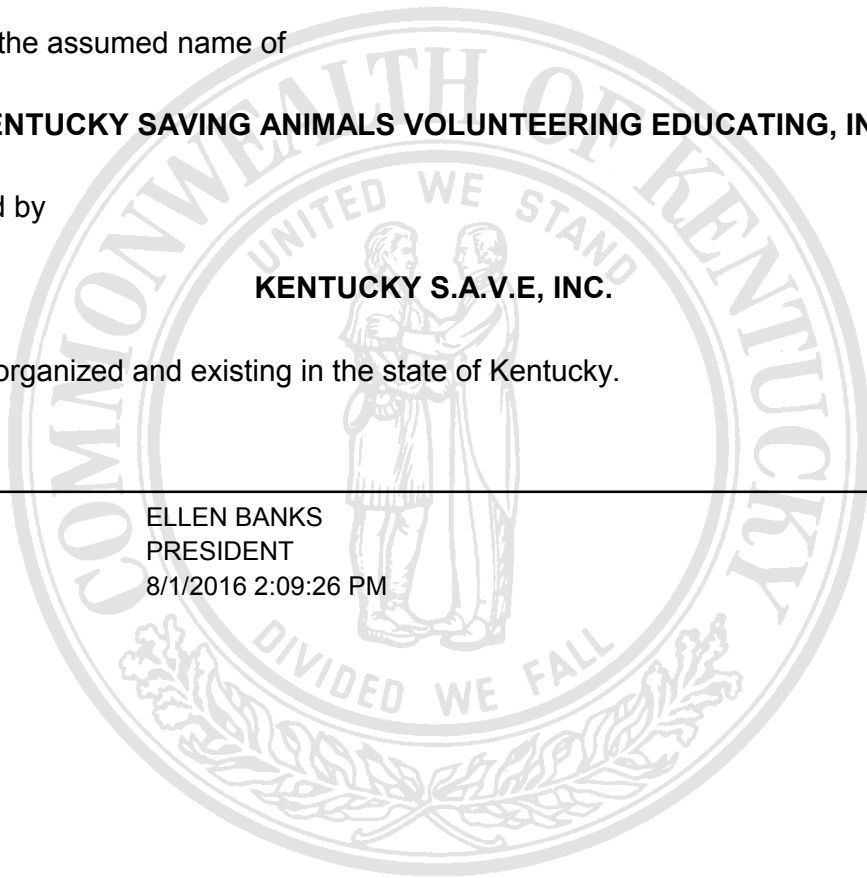 the assumed name of
ENTUCKY SAVING ANIMALS VOLUNTEERING EDUCATING, IN
d by
KENTUCKY S.A.V.E, INC.
organized and existing in the state of Kentucky.
ELLEN BANKS
PRESIDENT
8/1/2016 2:09:26 PM
COMMONWEALTH OF KENTUCKY
UNITED WE STAND
DIVIDED WE FALL